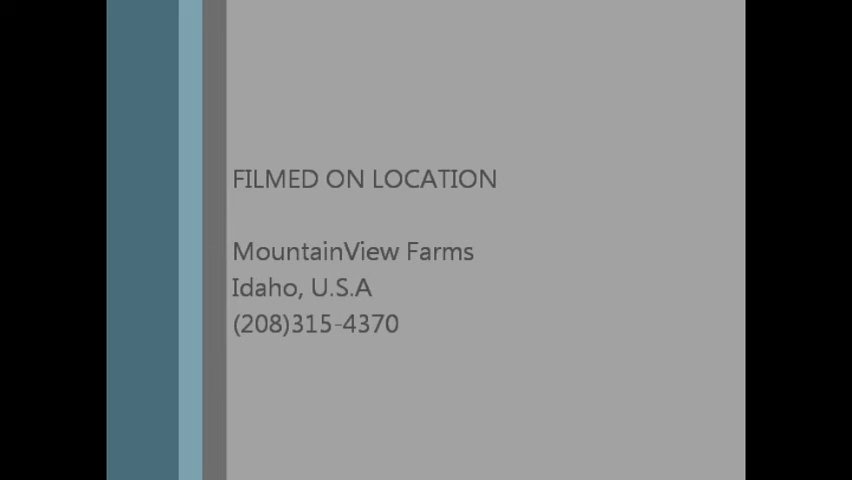 FILMED ON LOCATION
MountainView Farms
Idaho, U.S.A
(208)315-4370